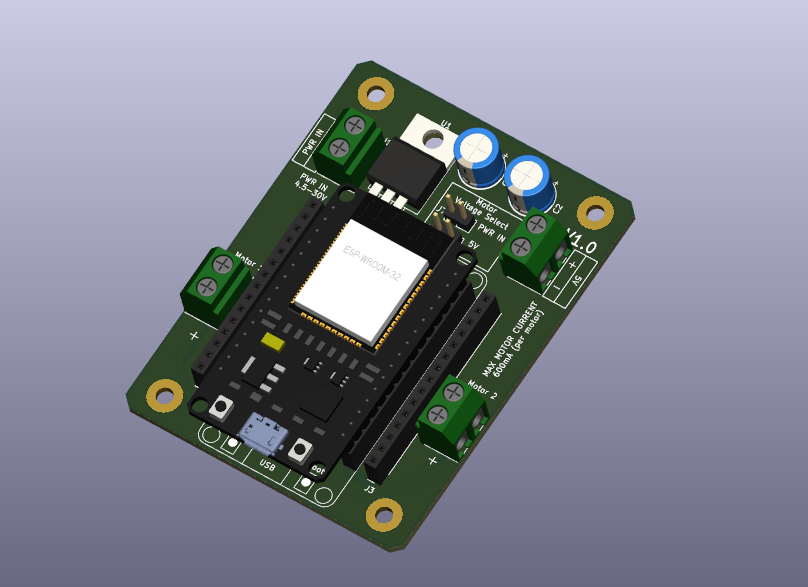 U1
PWR IN
PWR IN
4.5-30V
C2
Motor
Voltage Select
PWR IN
5V
V1.0
5V
+
-
ESP-WROOM-32
Motor
MAX MOTOR CURRENT
600mA (per motor)
Motor 2
+
+
USB
J3